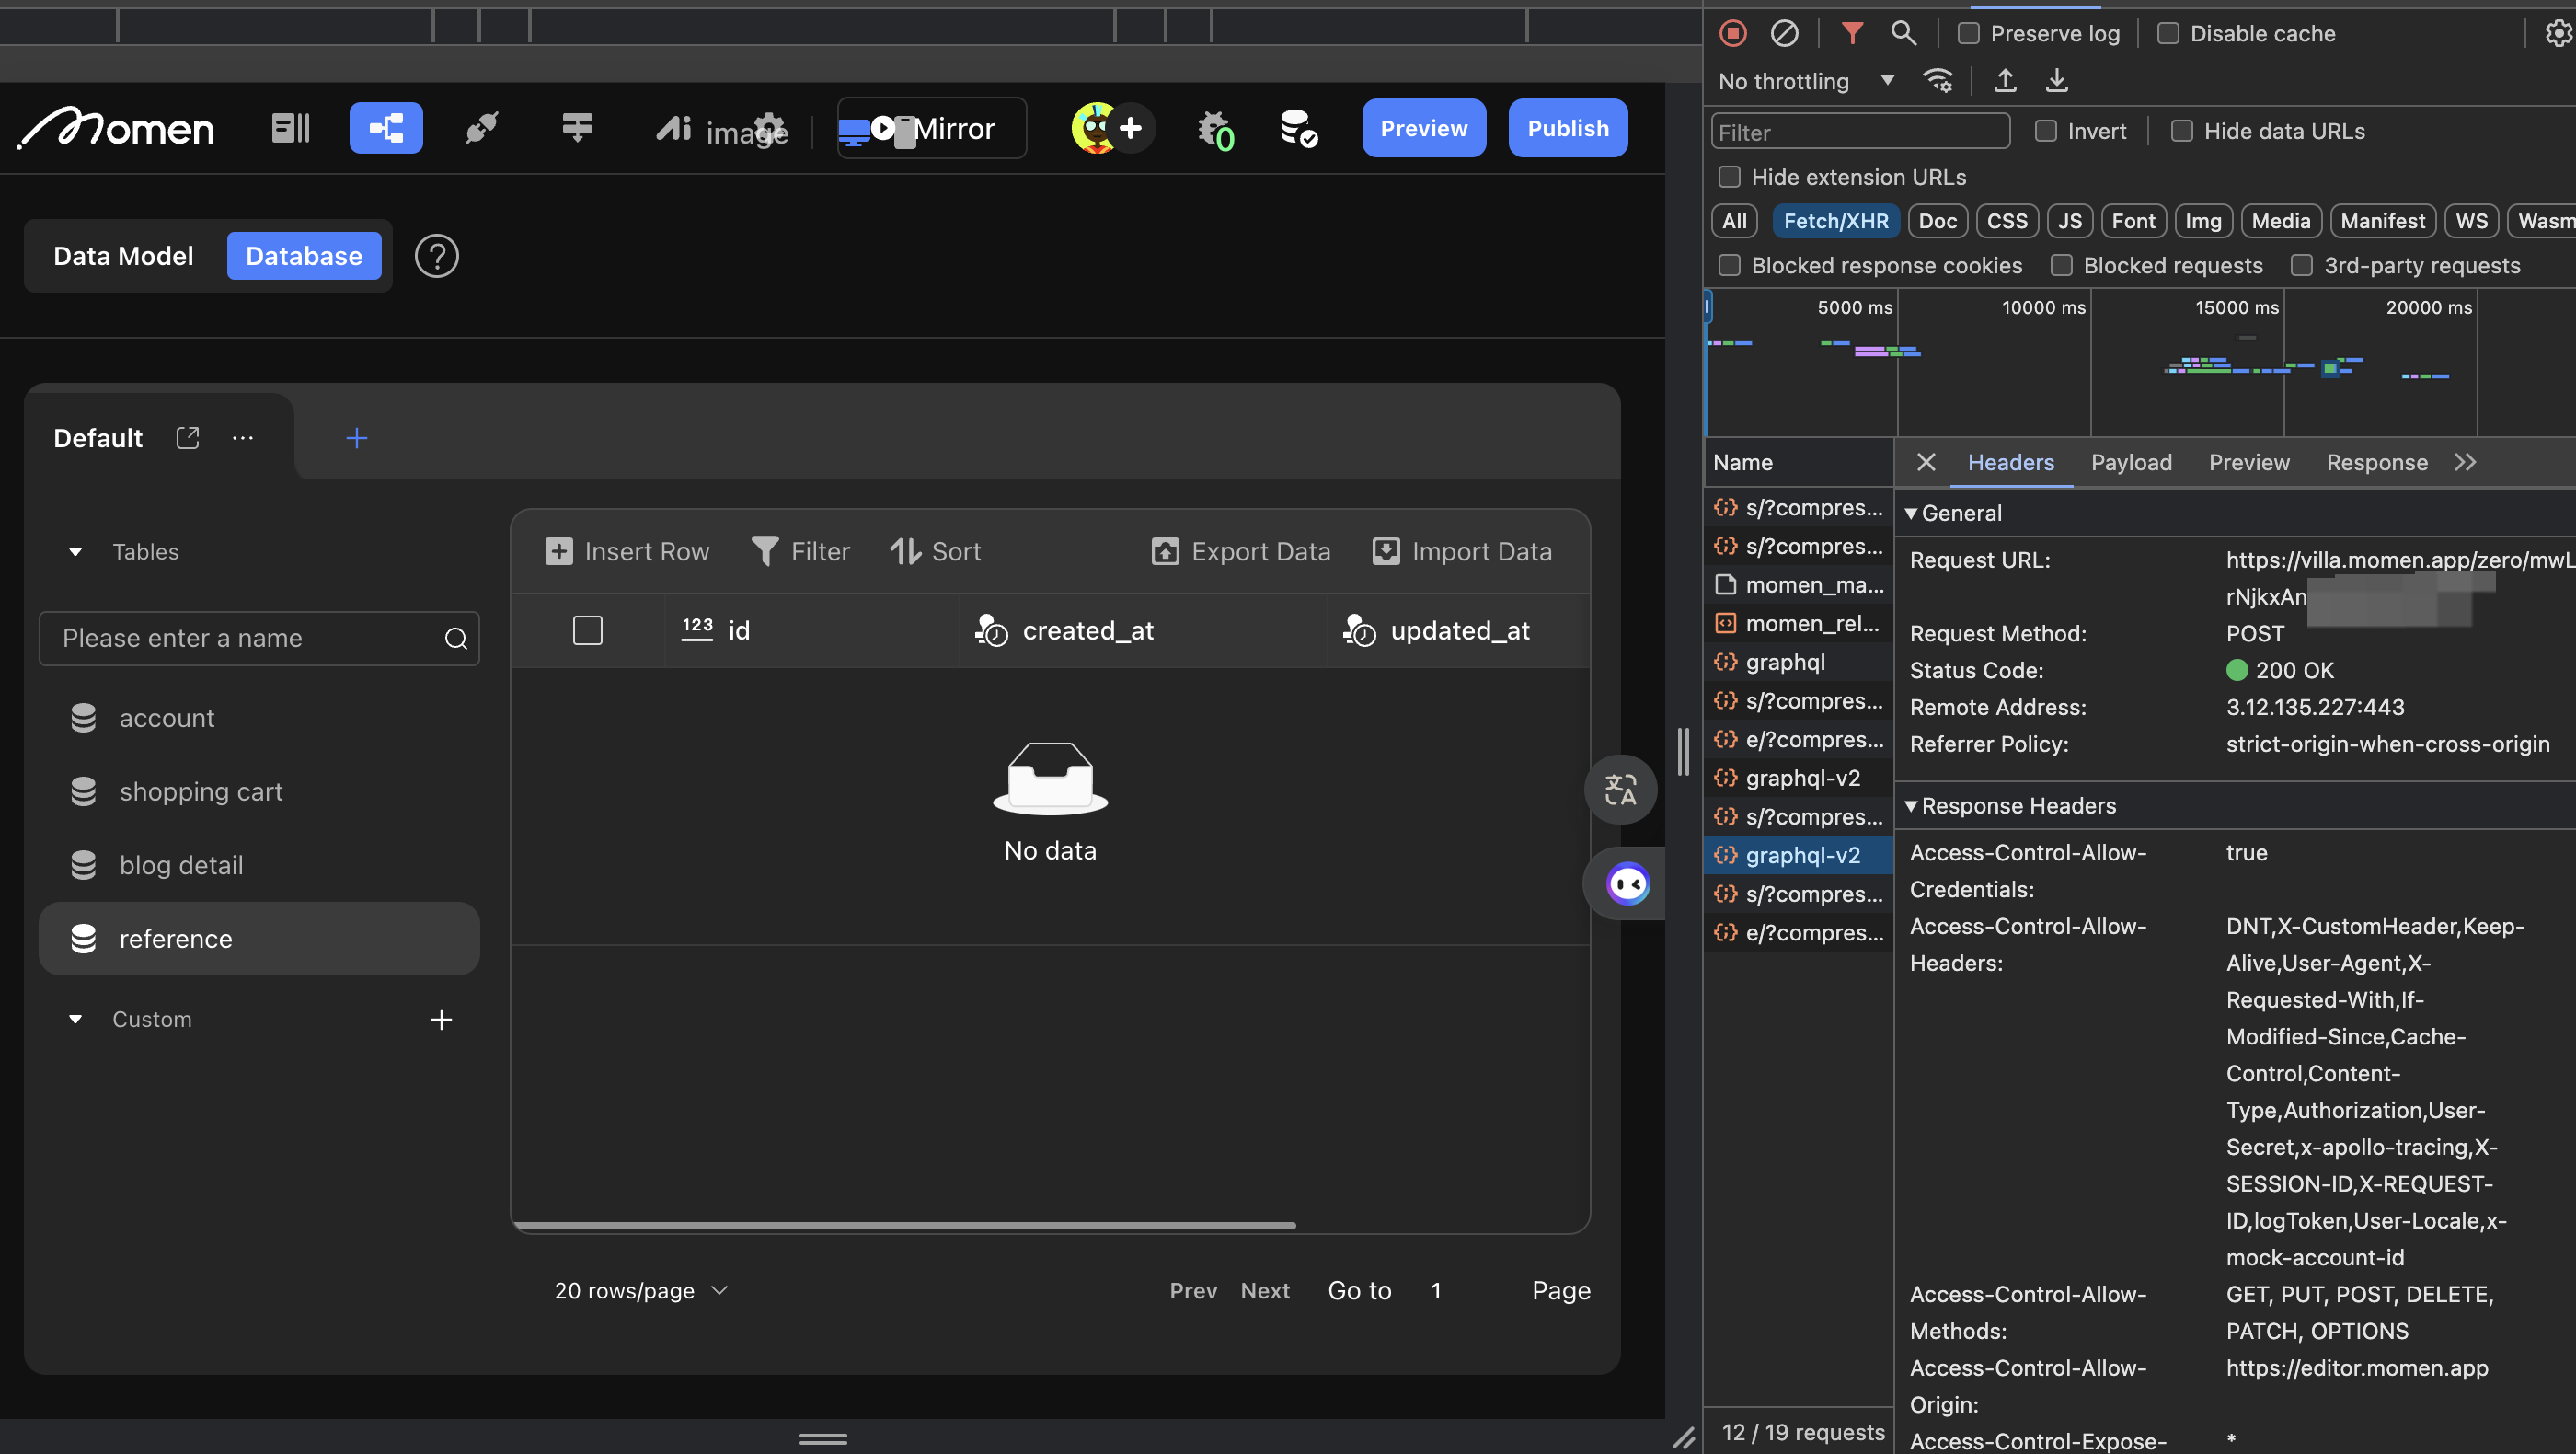 Momen
image
Mirror
0
Preview
Publish
Data Model
Database
?
Default
Tables
Please enter a name
account
shopping cart
blog detail
reference
Custom
Insert Row
Filter
Sort
Export Data
Import Data
123 id
created_at
updated_at
No data
20 rows/page
Prev
Next
Go to
1
Page
Preserve log
Disable cache
No throttling
Filter
Invert
Hide data URLs
Hide extension URLs
All
Fetch/XHR
Doc
CSS
JS
Font
Img
Media
Manifest
WS
Wasm
Blocked response cookies
Blocked requests
3rd-party requests
5000 ms
10000 ms
15000 ms
20000 ms
Name
s/?compres...
s/?compres...
momen_ma...
momen_rel...
graphql
s/?compres...
e/?compres...
graphql-v2
s/?compres...
graphql-v2
s/?compres...
e/?compres...
12 / 19 requests
Headers
Payload
Preview
Response
General
Request URL:
https://villa.momen.app/zero/mwL
rNjkxAn
Request Method:
POST
Status Code:
200 OK
Remote Address:
3.12.135.227:443
Referrer Policy:
strict-origin-when-cross-origin
Response Headers
Access-Control-Allow-
Credentials:
true
Access-Control-Allow-
Headers:
DNT,X-CustomHeader,Keep-
Alive,User-Agent,X-
Requested-With,If-
Modified-Since,Cache-
Control,Content-
Type,Authorization,User-
Secret,x-apollo-tracing,X-
SESSION-ID,X-REQUEST-
ID,logToken,User-Locale,x-
mock-account-id
Access-Control-Allow-
Methods:
GET, PUT, POST, DELETE,
PATCH, OPTIONS
Access-Control-Allow-
Origin:
https://editor.momen.app
Access-Control-Expose-
*